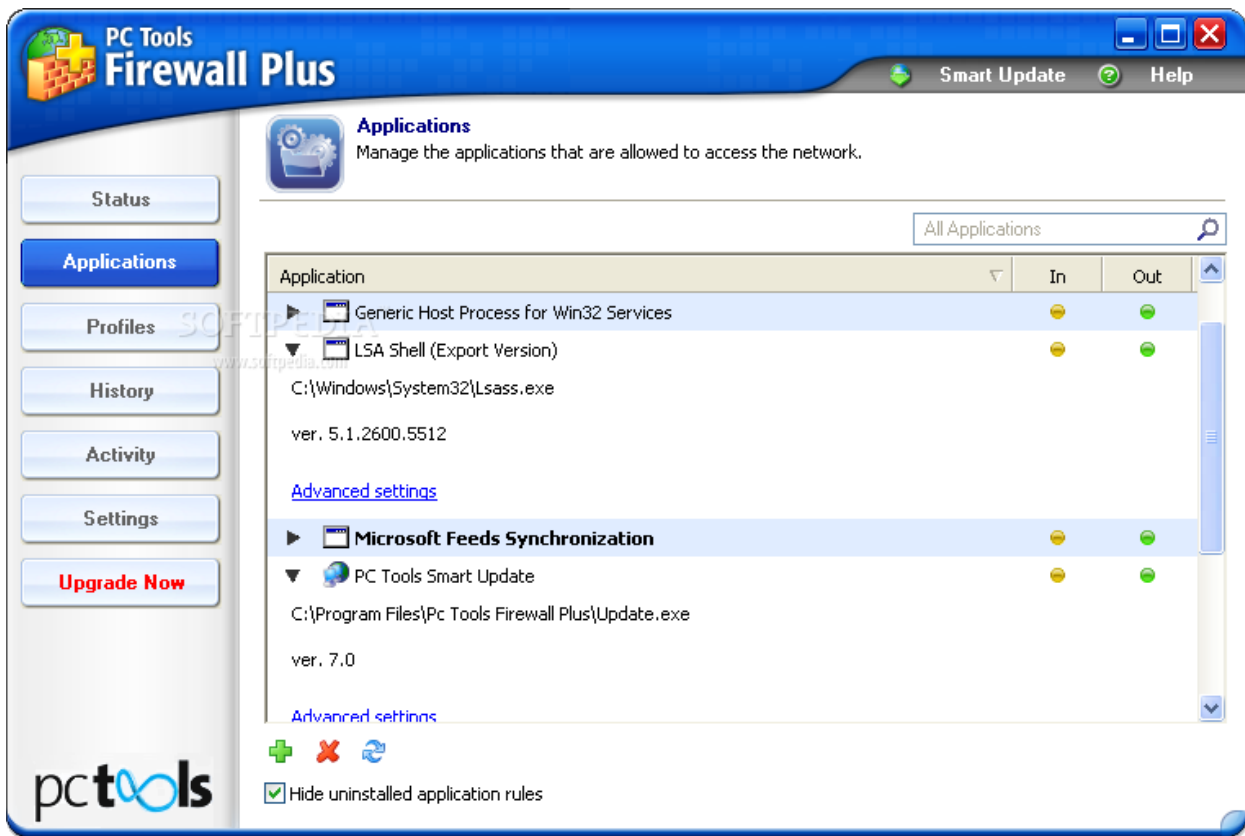 PC Tools
Firewall Plus
Smart Update
Help
Applications
Manage the applications that are allowed to access the network.
Status
Applications
Profiles
History
Activity
Settings
Upgrade Now
All Applications
Application In Out
Generic Host Process for Win32 Services
LSA Shell (Export Version)
C:\Windows\System32\Lsass.exe
ver. 5.1.2600.5512
Advanced settings
Microsoft Feeds Synchronization
PC Tools Smart Update
C:\Program Files\Pc Tools Firewall Plus\Update.exe
ver. 7.0
Advanced settings
Hide uninstalled application rules
pctools
SOFTPEDIA
www.softpedia.com